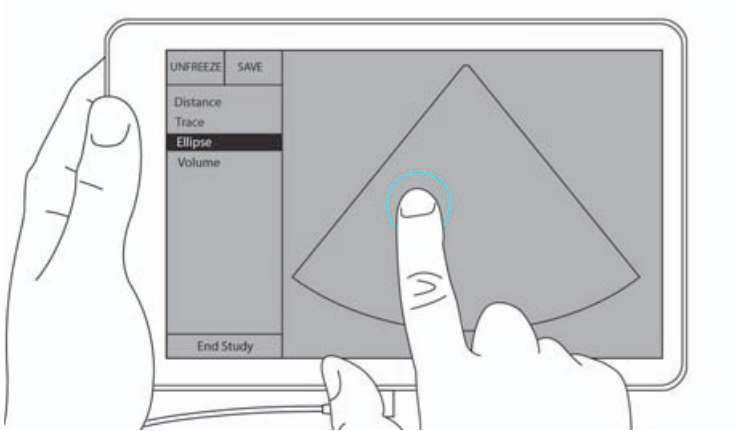 UNFREEZE SAVE
Distance
Trace
Ellipse
Volume
End Study